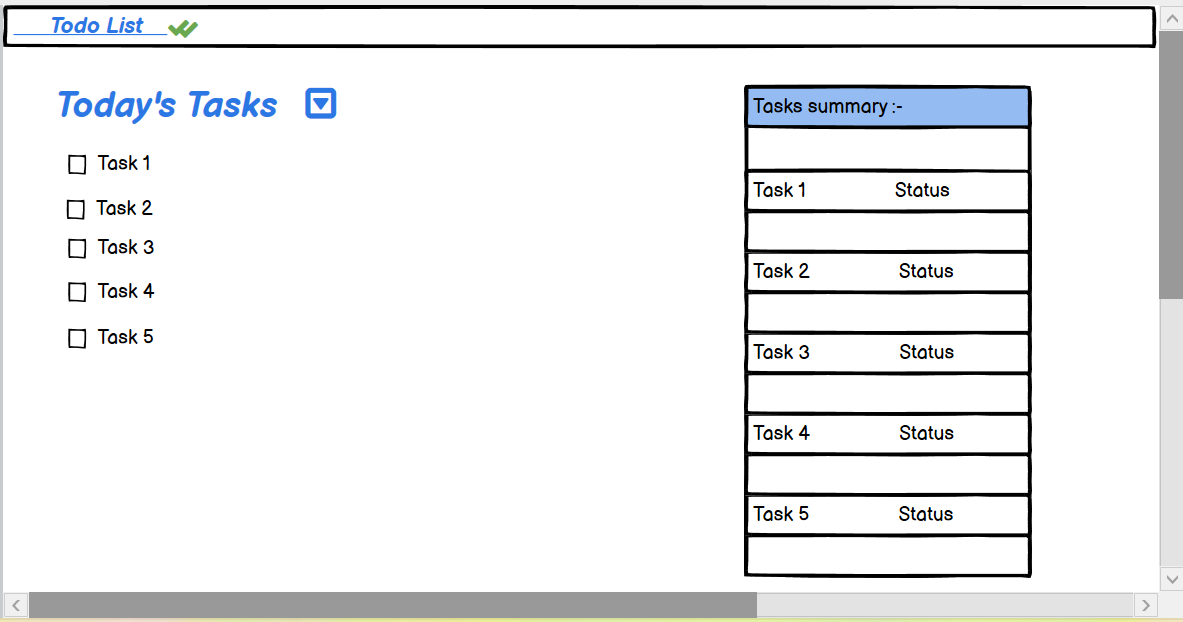 Todo List
Today's Tasks
Task 1
Task 2
Task 3
Task 4
Task 5
Tasks summary :-
Task 1 Status
Task 2 Status
Task 3 Status
Task 4 Status
Task 5 Status